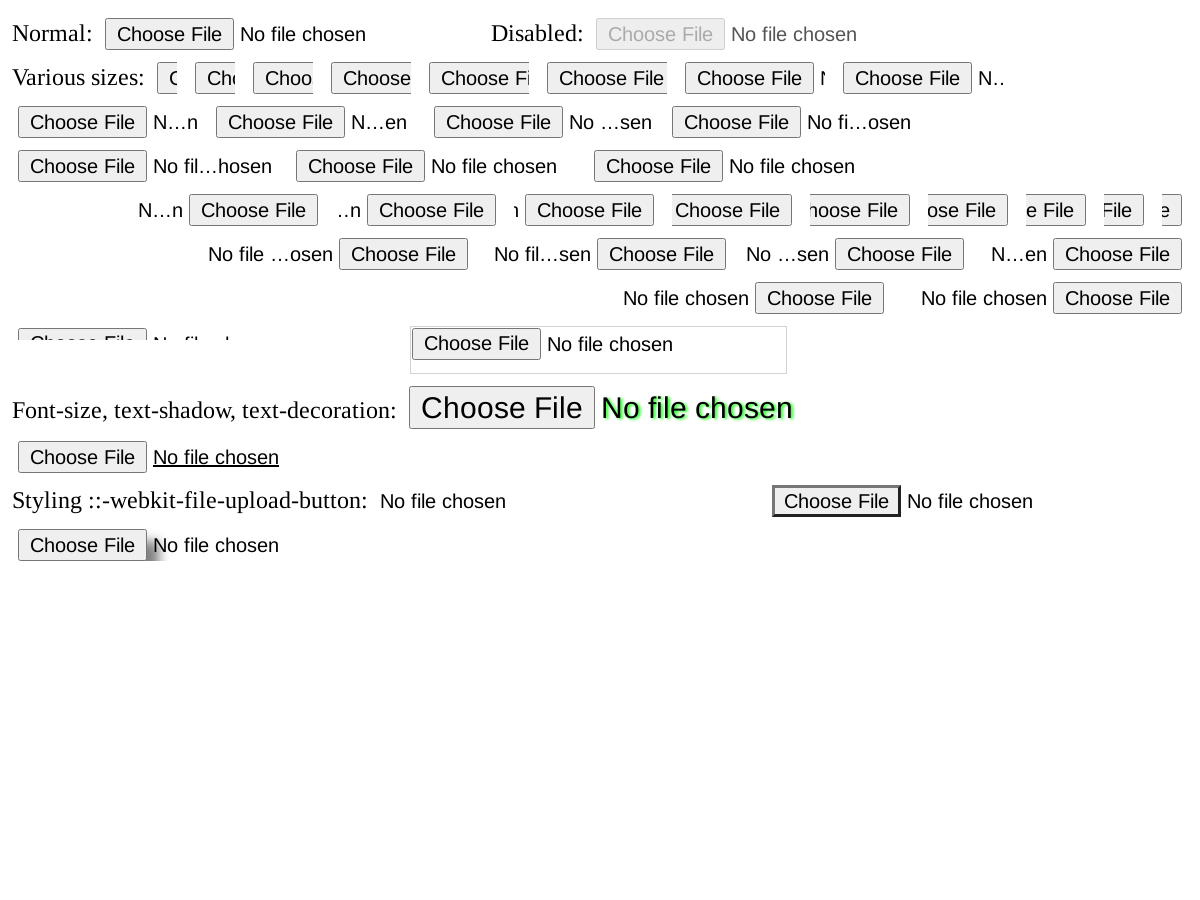 Normal: Choose File No file chosen Disabled: Choose File No file chosen
Various sizes: C Cho Choo Choose Choose Fi Choose File Choose File N Choose File N..
Choose File N…n Choose File N…en Choose File No …sen Choose File No fi…osen
Choose File No fil…hosen Choose File No file chosen Choose File No file chosen
N…n Choose File ..n Choose File Choose File Choose File hoose File ose File e File File e
No file …osen Choose File No fil…sen Choose File No …sen Choose File N…en Choose File
No file chosen Choose File No file chosen Choose File
Choose File No file chosen
Font-size, text-shadow, text-decoration: Choose File No file chosen
Choose File No file chosen
Styling ::-webkit-file-upload-button: No file chosen Choose File No file chosen
Choose File No file chosen